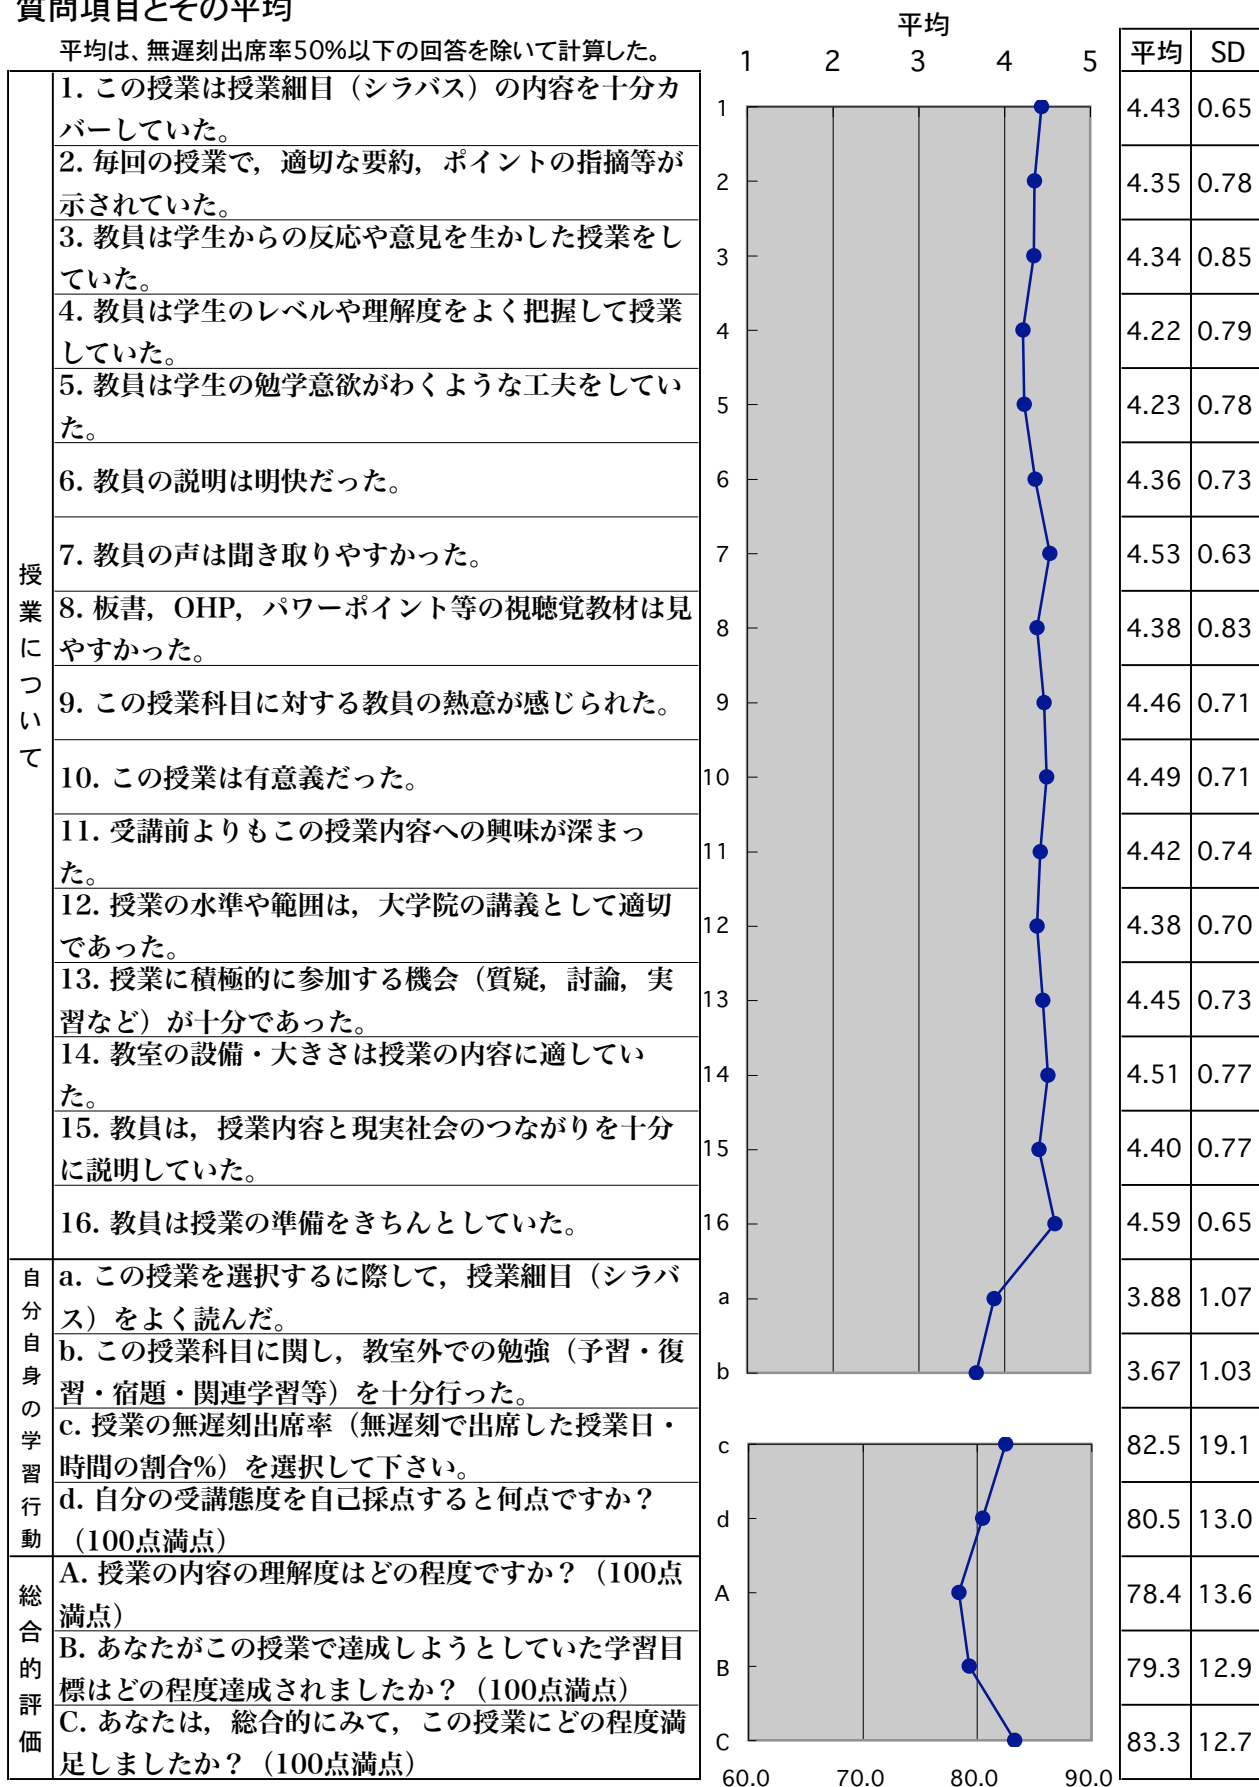 質問項目とその平均
平均は、無遅刻出席率50%以下の回答を除いて計算した。
平均
1 2 3 4 5
平均 SD
授業について
1. この授業は授業細目（シラバス）の内容を十分カ
バーしていた。
1
4.43 0.65
2. 毎回の授業で，適切な要約，ポイントの指摘等が
示されていた。
2
4.35 0.78
3. 教員は学生からの反応や意見を生かした授業をし
ていた。
3
4.34 0.85
4. 教員は学生のレベルや理解度をよく把握して授業
していた。
4
4.22 0.79
5. 教員は学生の勉学意欲がわくような工夫をしてい
た。
5
4.23 0.78
6. 教員の説明は明快だった。
6
4.36 0.73
7. 教員の声は聞き取りやすかった。
7
4.53 0.63
8. 板書，OHP，パワーポイント等の視聴覚教材は見
やすかった。
8
4.38 0.83
9. この授業科目に対する教員の熱意が感じられた。
9
4.46 0.71
10. この授業は有意義だった。
10
4.49 0.71
11. 受講前よりもこの授業内容への興味が深まっ
た。
11
4.42 0.74
12. 授業の水準や範囲は，大学院の講義として適切
であった。
12
4.38 0.70
13. 授業に積極的に参加する機会（質疑，討論，実
習など）が十分であった。
13
4.45 0.73
14. 教室の設備・大きさは授業の内容に適してい
た。
14
4.51 0.77
15. 教員は，授業内容と現実社会のつながりを十分
に説明していた。
15
4.40 0.77
16. 教員は授業の準備をきちんとしていた。
16
4.59 0.65
自分自身の学習行動
a. この授業を選択するに際して，授業細目（シラバ
ス）をよく読んだ。
a
3.88 1.07
b. この授業科目に関し，教室外での勉強（予習・復
習・宿題・関連学習等）を十分行った。
b
3.67 1.03
c. 授業の無遅刻出席率（無遅刻で出席した授業日・
時間の割合%）を選択して下さい。
c
82.5 19.1
d. 自分の受講態度を自己採点すると何点ですか？
（100点満点）
d
80.5 13.0
総合的評価
A. 授業の内容の理解度はどの程度ですか？（100点
満点）
A
78.4 13.6
B. あなたがこの授業で達成しようとしていた学習目
標はどの程度達成されましたか？（100点満点）
B
79.3 12.9
C. あなたは，総合的にみて，この授業にどの程度満
足しましたか？（100点満点）
C
83.3 12.7
60.0 70.0 80.0 90.0